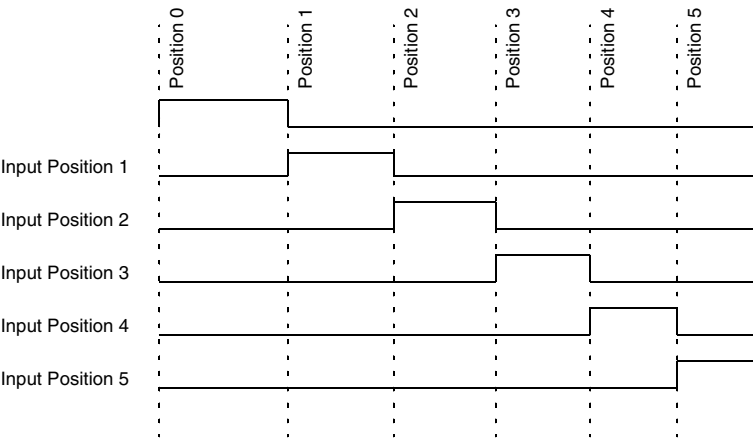 Position 0
Position 1
Position 2
Position 3
Position 4
Position 5
Input Position 1
Input Position 2
Input Position 3
Input Position 4
Input Position 5